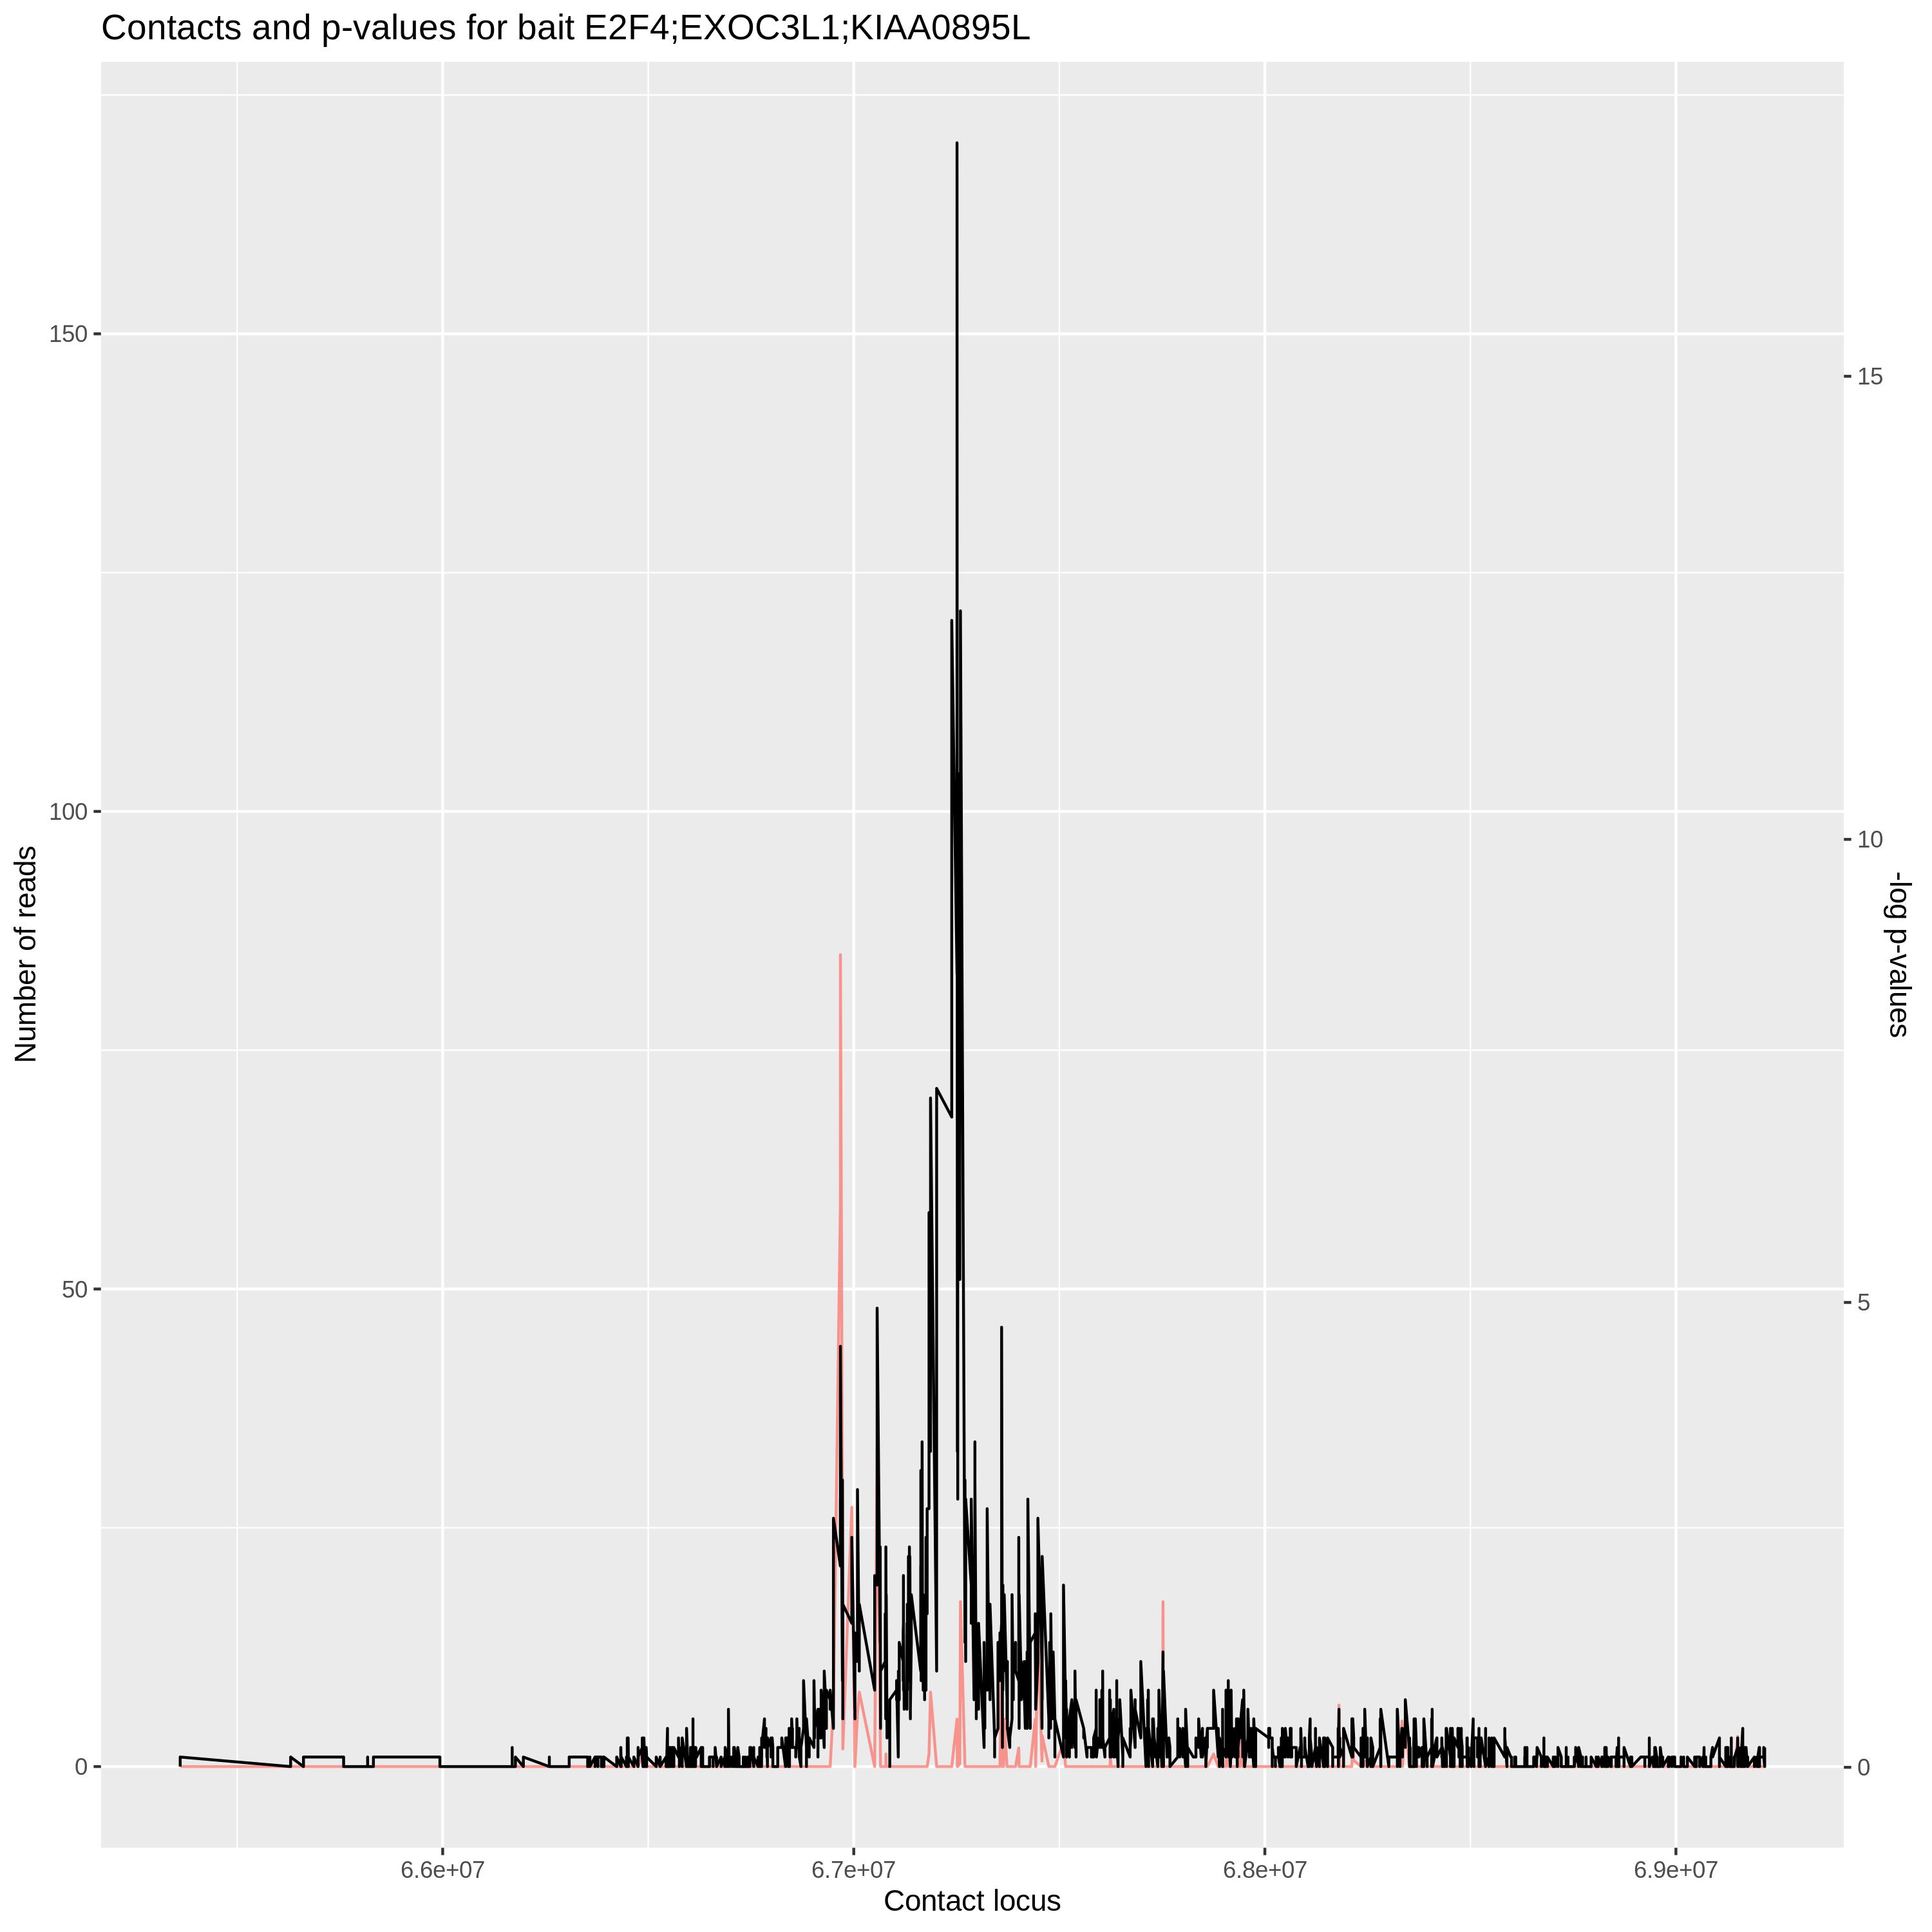 Contacts and p-values for bait E2F4;EXOC3L1;KIAA0895L
150
100
50
0
Number of reads
15
10
5
0
-log p-values
6.6e+07
6.7e+07
6.8e+07
6.9e+07
Contact locus